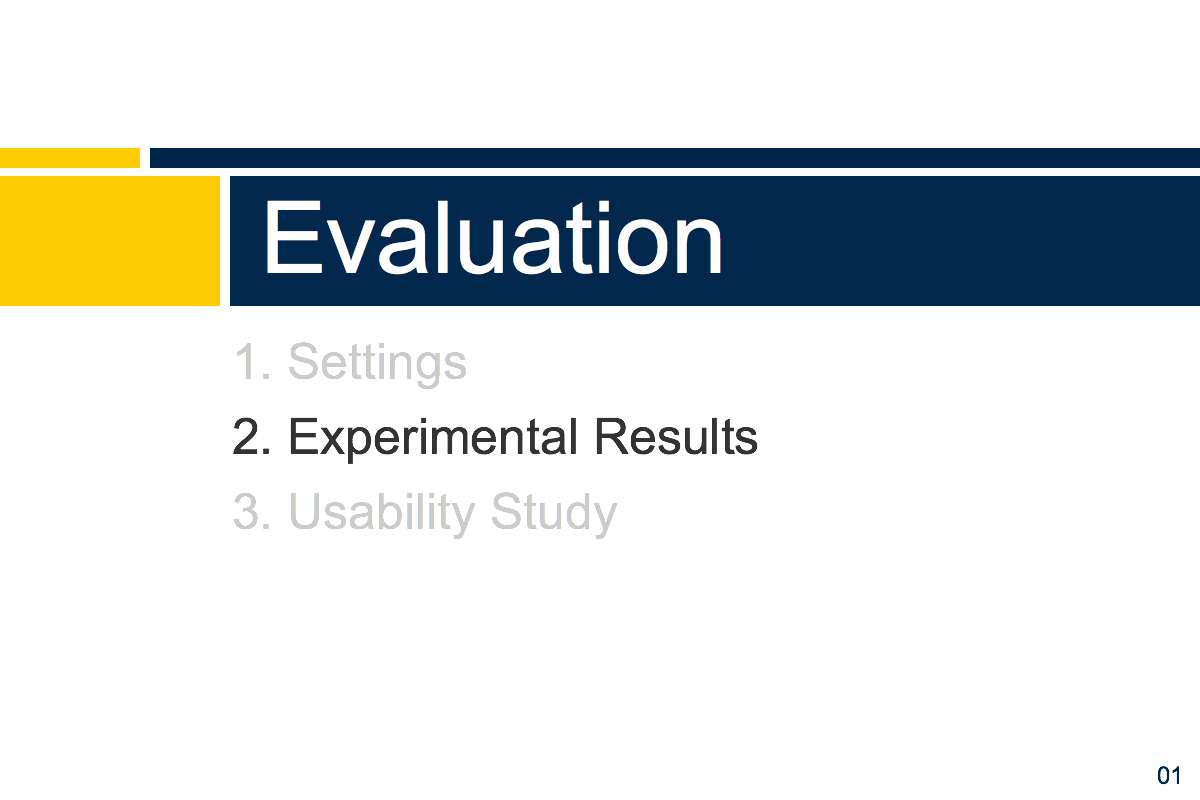 Evaluation
1. Settings
2. Experimental Results
3. Usability Study
01